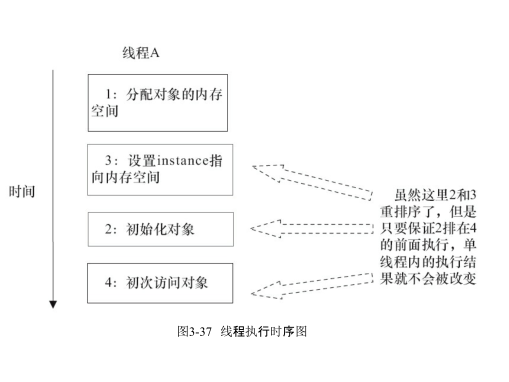 线程A
1：分配对象的内存
空间
3：设置instance指
向内存空间
时间
2：初始化对象
4：初次访问对象
虽然这里2和3
重排序了，但是
只要保证2排在4
的前面执行，单
线程内的执行结
果就不会被改变
图3-37 线程执行时序图